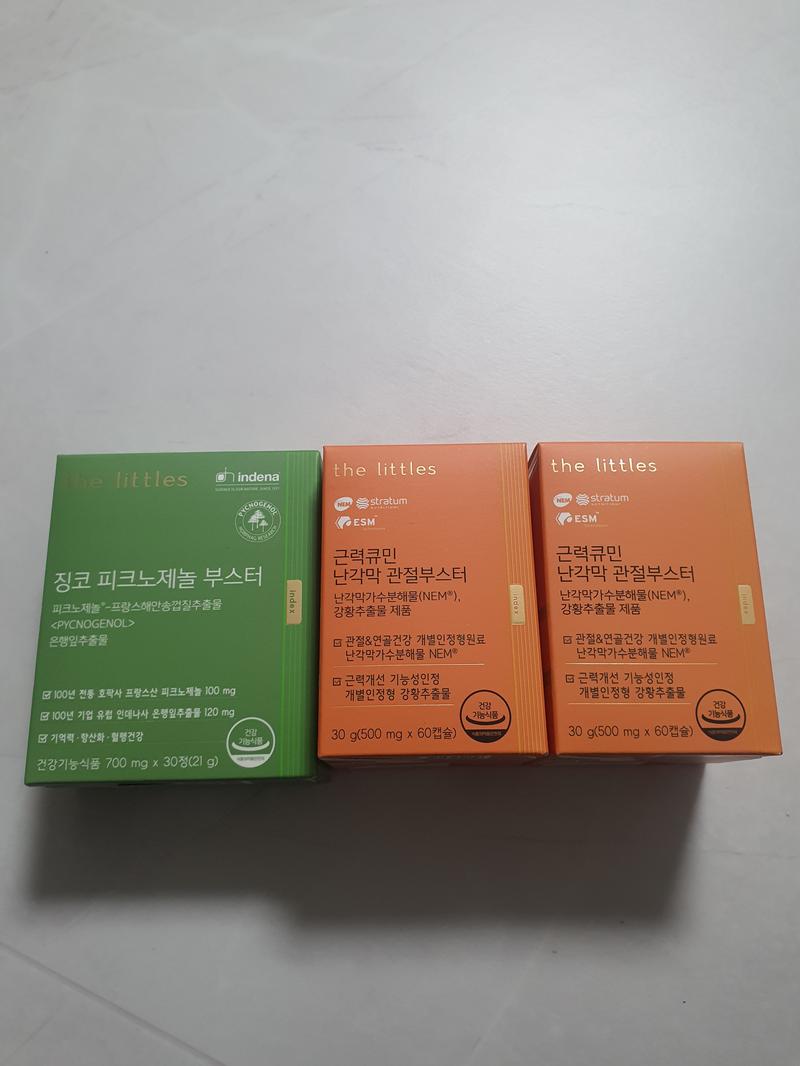 the littles
indena
SCIENCE IS OUR NATURE. SINCE 1921
PYCNOGENOL
HORPHAG RESEARCH
징코 피크노제놀 부스터
피크노제놀®-프랑스해안송껍질추출물
<PYCNOGENOL>
은행잎추출물
index
100년 전통 호팍사 프랑스산 피크노제놀 100 mg
100년 기업 유럽 인데나사 은행잎추출물 120 mg
기억력·항산화·혈행건강
건강
기능식품
건강기능식품 700 mg x 30정(21 g)
the littles
NEM
stratum
NUTRITION
ESM
근력큐민
난각막 관절부스터
난각막가수분해물(NEM®),
강황추출물 제품
index
관절&연골건강 개별인정형원료
난각막가수분해물 NEM®
근력개선 기능성인정
개별인정형 강황추출물
건강
기능식품
30 g(500 mg x 60캡슐)
the littles
NEM
stratum
NUTRITION
ESM
근력큐민
난각막 관절부스터
난각막가수분해물(NEM®),
강황추출물 제품
index
관절&연골건강 개별인정형원료
난각막가수분해물 NEM®
근력개선 기능성인정
개별인정형 강황추출물
건강
기능식품
30 g(500 mg x 60캡슐)